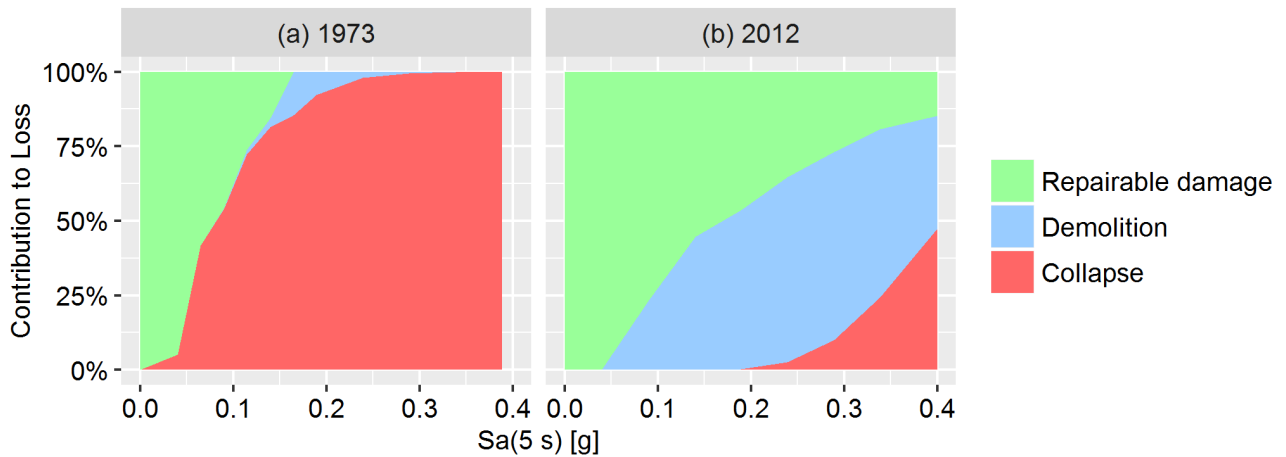 (a) 1973
(b) 2012
Contribution to Loss
100%
75%
50%
25%
0%
0.0 0.1 0.2 0.3 0.4
0.0 0.1 0.2 0.3 0.4
Sa(5 s) [g]
Repairable damage
Demolition
Collapse